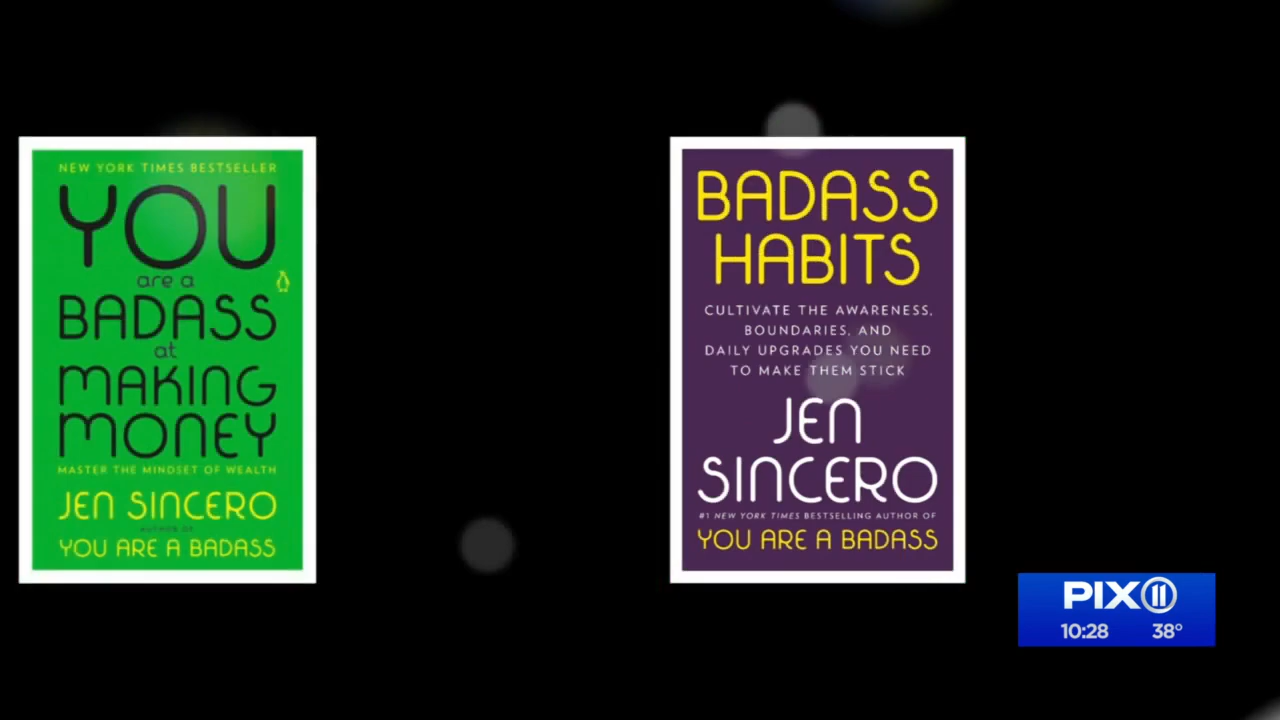 NEW YORK TIMES BESTSELLER
YOU
are a
BADASS
at
MAKING
MONEY
MASTER THE MINDSET OF WEALTH
JEN SINCERO
AUTHOR OF
YOU ARE A BADASS
BADASS
HABITS
CULTIVATE THE AWARENESS,
BOUNDARIES, AND
DAILY UPGRADES YOU NEED
TO MAKE THEM STICK
JEN
SINCERO
#1 NEW YORK TIMES BESTSELLING AUTHOR OF
YOU ARE A BADASS
PIX11
10:28 38°